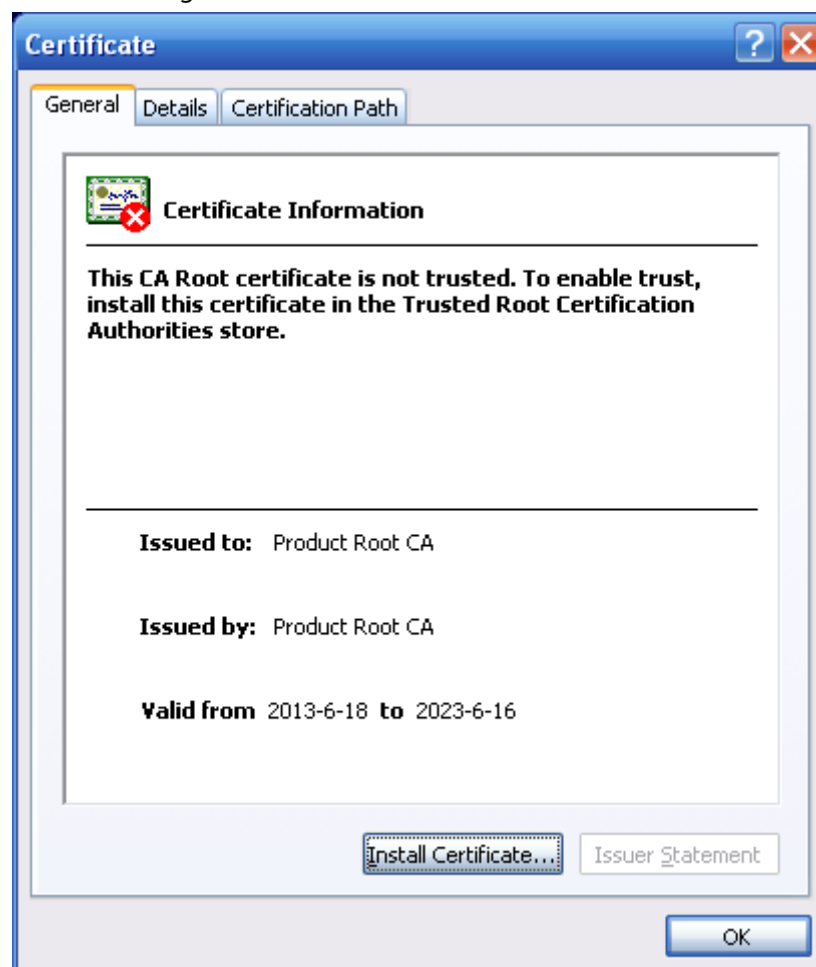 Certificate
General Details Certification Path
Certificate Information
This CA Root certificate is not trusted. To enable trust,
install this certificate in the Trusted Root Certification
Authorities store.
Issued to: Product Root CA
Issued by: Product Root CA
Valid from 2013-6-18 to 2023-6-16
Install Certificate... Issuer Statement
OK